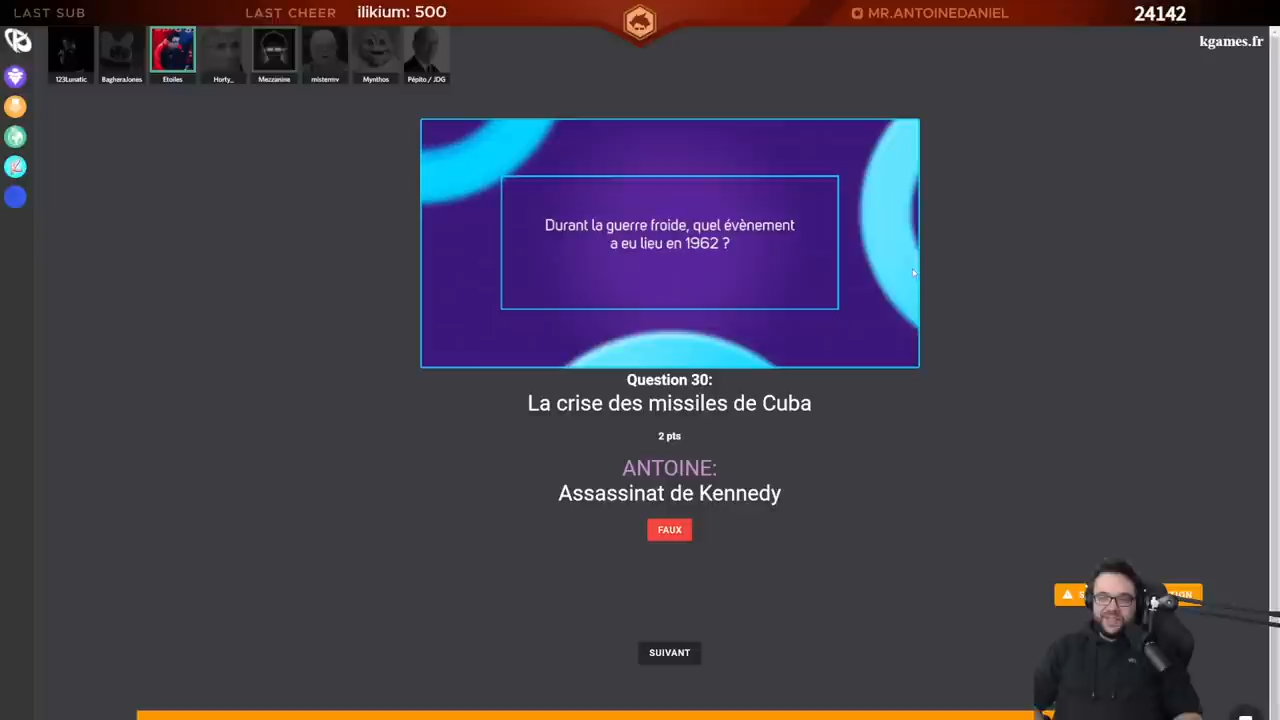 LAST SUB
LAST CHEER
ilikium: 500
MR.ANTOINEDANIEL
24142
kgames.fr
123Lunatic
BagheraJones
Etoiles
Horty_
Mezzanine
mistermv
Mynthos
Pépito / JDG
Durant la guerre froide, quel évènement
a eu lieu en 1962 ?
Question 30:
La crise des missiles de Cuba
2 pts
ANTOINE:
Assassinat de Kennedy
FAUX
SUIVANT